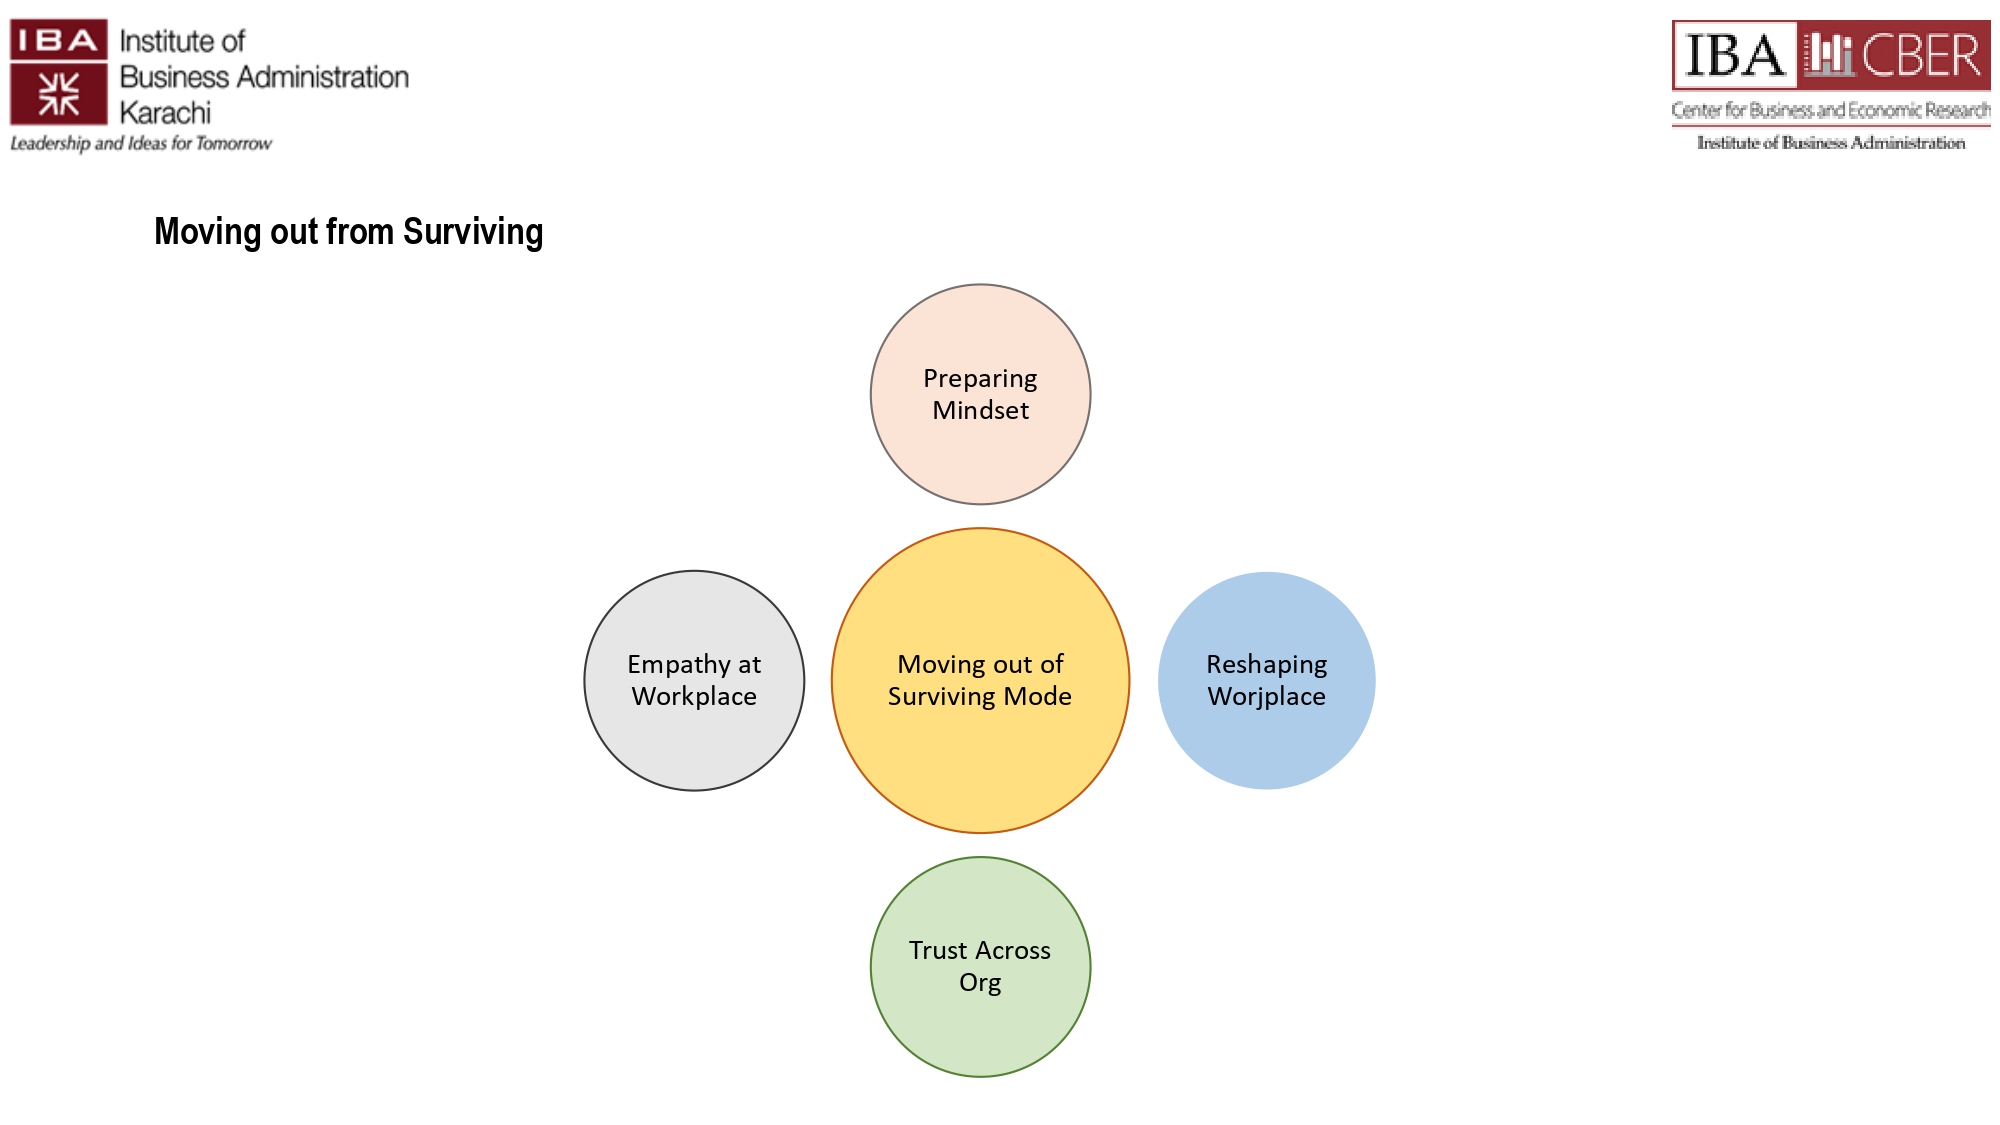 IBA
Institute of
Business Administration
Karachi
Leadership and Ideas for Tomorrow
IBA CBER
Center for Business and Economic Research
Institute of Business Administration
Moving out from Surviving
Preparing
Mindset
Empathy at
Workplace
Moving out of
Surviving Mode
Reshaping
Worjplace
Trust Across
Org